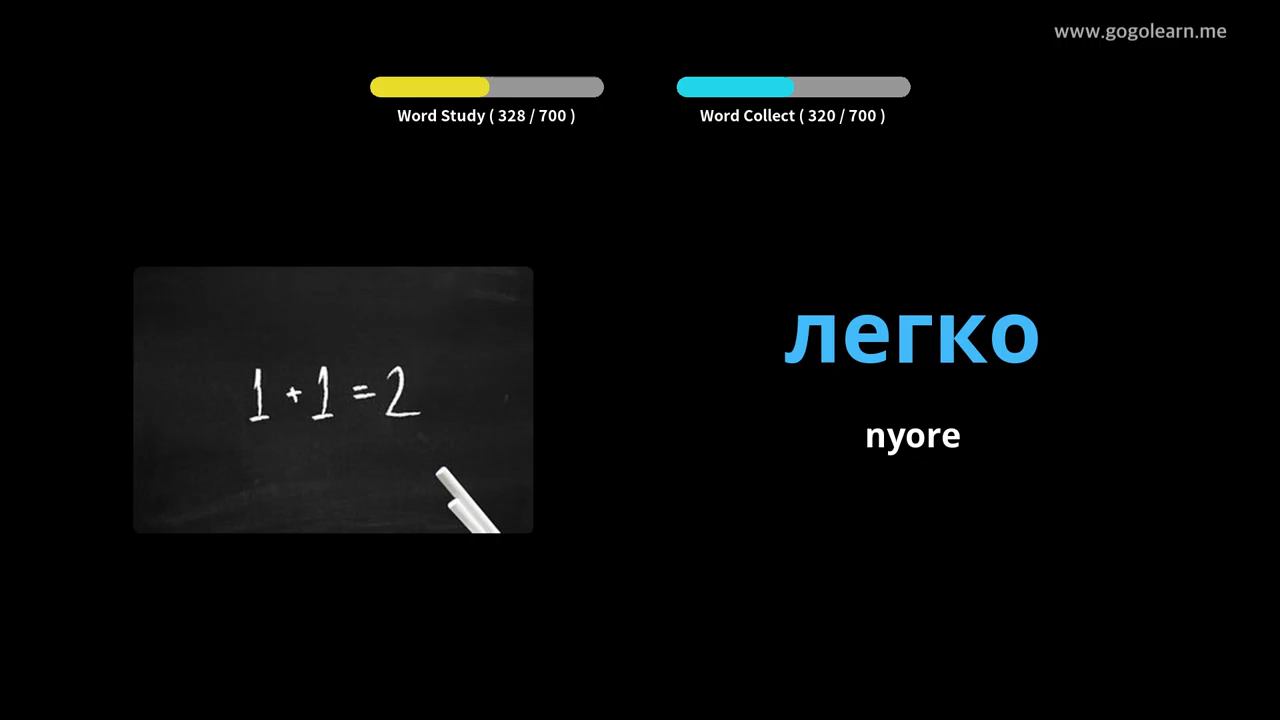 www.gogolearn.me
Word Study ( 328 / 700 )
Word Collect ( 320 / 700 )
1 + 1 = 2
легко
nyore